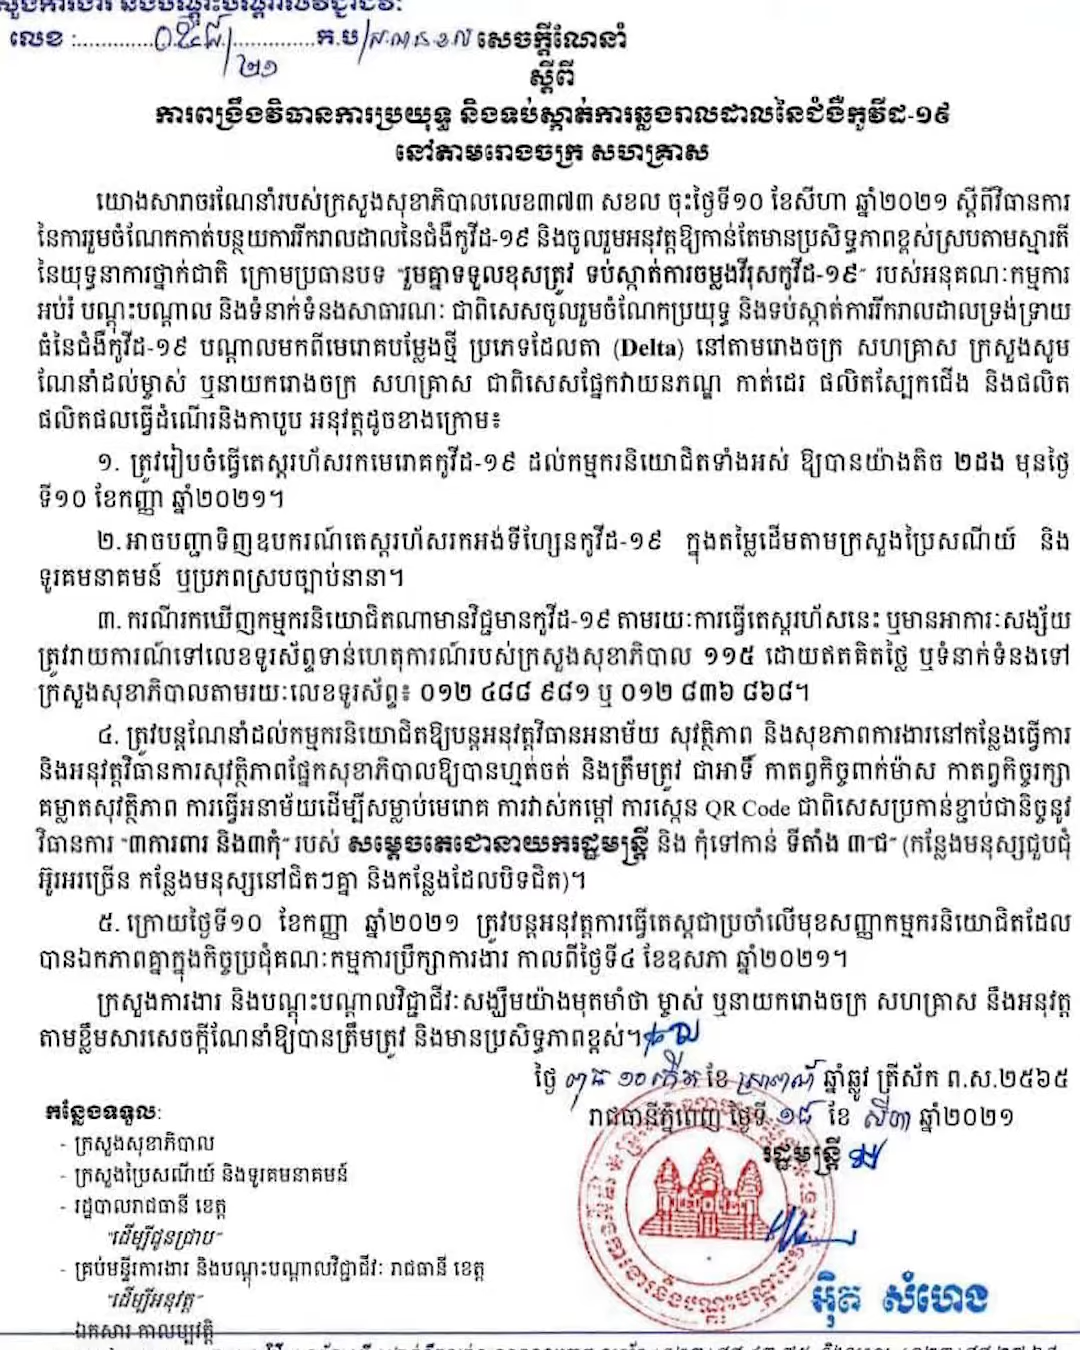 លេខ :
ក.ប/
សេចក្តីណែនាំ
ស្តីពី
ការពង្រឹងវិធានការប្រយុទ្ធ និងទប់ស្កាត់ការឆ្លងរាលដាលនៃជំងឺកូវីដ-១៩
នៅតាមរោងចក្រ សហគ្រាស
យោងសារាចរណែនាំរបស់ក្រសួងសុខាភិបាលលេខ៣៧៣ សខល ចុះថ្ងៃទី១០ ខែសីហា ឆ្នាំ២០២១ ស្តីពីវិធានការ
នៃការរួមចំណែកកាត់បន្ថយការរីករាលដាលនៃជំងឺកូវីដ-១៩ និងចូលរួមអនុវត្តឱ្យកាន់តែមានប្រសិទ្ធភាពខ្ពស់ស្របតាមស្មារតី
នៃយុទ្ធនាការថ្នាក់ជាតិ ក្រោមប្រធានបទ "រួមគ្នាទទួលខុសត្រូវ ទប់ស្កាត់ការចម្លងវីរុសកូវីដ-១៩" របស់អនុគណៈកម្មការ
អប់រំ បណ្តុះបណ្តាល និងទំនាក់ទំនងសាធារណៈ ជាពិសេសចូលរួមចំណែកប្រយុទ្ធ និងទប់ស្កាត់ការរីករាលដាលទ្រង់ទ្រាយ
ធំនៃជំងឺកូវីដ-១៩ បណ្តាលមកពីមេរោគបម្លែងថ្មី ប្រភេទដែលតា (Delta) នៅតាមរោងចក្រ សហគ្រាស ក្រសួងសូម
ណែនាំដល់ម្ចាស់ ឬនាយករោងចក្រ សហគ្រាស ជាពិសេសផ្នែកវាយនភណ្ឌ កាត់ដេរ ផលិតស្បែកជើង និងផលិត
ផលិតផលធ្វើដំណើរនិងកាបូប អនុវត្តដូចខាងក្រោម៖
១. ត្រូវរៀបចំធ្វើតេស្តរហ័សរកមេរោគកូវីដ-១៩ ដល់កម្មករនិយោជិតទាំងអស់ ឱ្យបានយ៉ាងតិច ២ដង មុនថ្ងៃ
ទី១០ ខែកញ្ញា ឆ្នាំ២០២១។
២. អាចបញ្ជាទិញឧបករណ៍តេស្តរហ័សរកអង់ទីហ្សែនកូវីដ-១៩ ក្នុងតម្លៃដើមតាមក្រសួងប្រៃសណីយ៍ និង
ទូរគមនាគមន៍ ឬប្រភពស្របច្បាប់នានា។
៣. ករណីរកឃើញកម្មករនិយោជិតណាមានវិជ្ជមានកូវីដ-១៩ តាមរយៈការធ្វើតេស្តរហ័សនេះ ឬមានអាការៈសង្ស័យ
ត្រូវរាយការណ៍ទៅលេខទូរស័ព្ទទាន់ហេតុការណ៍របស់ក្រសួងសុខាភិបាល ១១៥ ដោយឥតគិតថ្លៃ ឬទំនាក់ទំនងទៅ
ក្រសួងសុខាភិបាលតាមរយៈលេខទូរស័ព្ទ៖ ០១២ ៤៨៨ ៩៨១ ឬ ០១២ ៨៣៦ ៨៦៨។
៤. ត្រូវបន្តណែនាំដល់កម្មករនិយោជិតឱ្យបន្តអនុវត្តវិធានអនាម័យ សុវត្ថិភាព និងសុខភាពការងារនៅកន្លែងធ្វើការ
និងអនុវត្តវិធានការសុវត្ថិភាពផ្នែកសុខាភិបាលឱ្យបានហ្មត់ចត់ និងត្រឹមត្រូវ ជាអាទិ៍ កាតព្វកិច្ចពាក់ម៉ាស កាតព្វកិច្ចរក្សា
គម្លាតសុវត្ថិភាព ការធ្វើអនាម័យដើម្បីសម្លាប់មេរោគ ការវាស់កម្តៅ ការស្កេន QR Code ជាពិសេសប្រកាន់ខ្ជាប់ជានិច្ចនូវ
វិធានការ "៣ការពារ និង៣កុំ" របស់ សម្តេចតេជោនាយករដ្ឋមន្ត្រី និង កុំទៅកាន់ ទីតាំង ៣"ជ" (កន្លែងមនុស្សជួបជុំ
អ៊ូរអរច្រើន កន្លែងមនុស្សនៅជិតៗគ្នា និងកន្លែងដែលបិទជិត)។
៥. ក្រោយថ្ងៃទី១០ ខែកញ្ញា ឆ្នាំ២០២១ ត្រូវបន្តអនុវត្តការធ្វើតេស្តជាប្រចាំលើមុខសញ្ញាកម្មករនិយោជិតដែល
បានឯកភាពគ្នាក្នុងកិច្ចប្រជុំគណៈកម្មការប្រឹក្សាការងារ កាលពីថ្ងៃទី៤ ខែឧសភា ឆ្នាំ២០២១។
ក្រសួងការងារ និងបណ្តុះបណ្តាលវិជ្ជាជីវៈសង្ឃឹមយ៉ាងមុតមាំថា ម្ចាស់ ឬនាយករោងចក្រ សហគ្រាស នឹងអនុវត្ត
តាមខ្លឹមសារសេចក្តីណែនាំឱ្យបានត្រឹមត្រូវ និងមានប្រសិទ្ធភាពខ្ពស់។
ថ្ងៃ ពុធ ១០កើត ខែ ស្រាពណ៍ ឆ្នាំឆ្លូវ ត្រីស័ក ព.ស.២៥៦៥
រាជធានីភ្នំពេញ ថ្ងៃទី ១៨ ខែ សីហា ឆ្នាំ២០២១
រដ្ឋមន្ត្រី
អ៊ិត សំហេង
កន្លែងទទួល:
- ក្រសួងសុខាភិបាល
- ក្រសួងប្រៃសណីយ៍ និងទូរគមនាគមន៍
- រដ្ឋបាលរាជធានី ខេត្ត
"ដើម្បីជូនជ្រាប"
- គ្រប់មន្ទីរការងារ និងបណ្តុះបណ្តាលវិជ្ជាជីវៈ រាជធានី ខេត្ត
"ដើម្បីអនុវត្ត"
- ឯកសារ កាលប្បវត្តិ